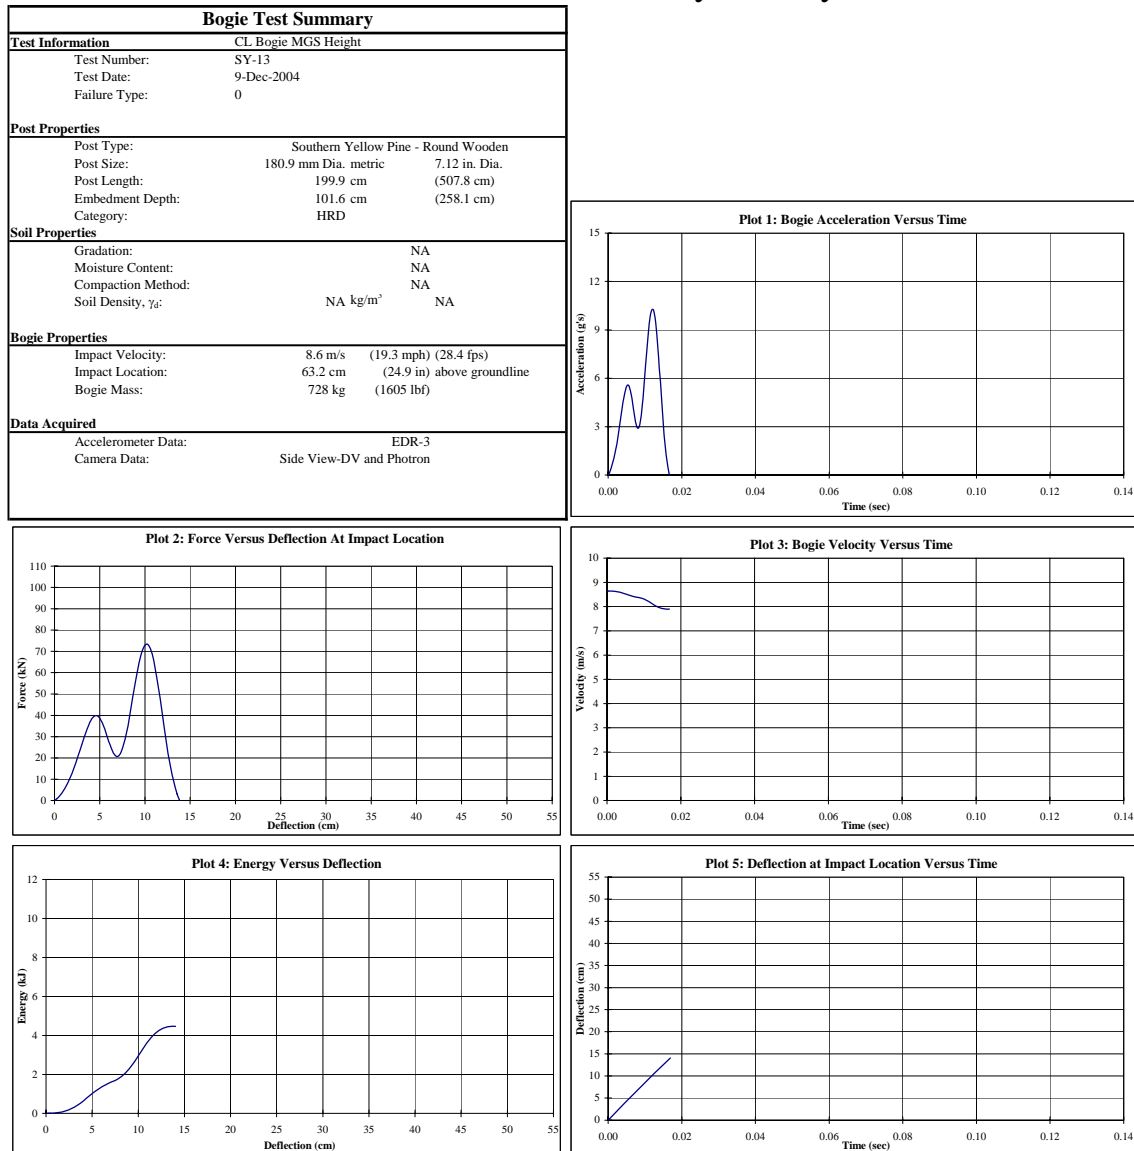 Bogie Test Summary
Test Information CL Bogie MGS Height
Test Number: SY-13
Test Date: 9-Dec-2004
Failure Type: 0
Post Properties
Post Type: Southern Yellow Pine - Round Wooden
Post Size: 180.9 mm Dia. metric 7.12 in. Dia.
Post Length: 199.9 cm (507.8 cm)
Embedment Depth: 101.6 cm (258.1 cm)
Category: HRD
Soil Properties
Gradation: NA
Moisture Content: NA
Compaction Method: NA
Soil Density, γd: NA kg/m³ NA
Bogie Properties
Impact Velocity: 8.6 m/s (19.3 mph) (28.4 fps)
Impact Location: 63.2 cm (24.9 in) above groundline
Bogie Mass: 728 kg (1605 lbf)
Data Acquired
Accelerometer Data: EDR-3
Camera Data: Side View-DV and Photron
Plot 1: Bogie Acceleration Versus Time
Acceleration (g's)
15
12
9
6
3
0
0.00 0.02 0.04 0.06 0.08 0.10 0.12 0.14
Time (sec)
Plot 2: Force Versus Deflection At Impact Location
Force (kN)
110
100
90
80
70
60
50
40
30
20
10
0
0 5 10 15 20 25 30 35 40 45 50 55
Deflection (cm)
Plot 3: Bogie Velocity Versus Time
Velocity (m/s)
10
9
8
7
6
5
4
3
2
1
0
0.00 0.02 0.04 0.06 0.08 0.10 0.12 0.14
Time (sec)
Plot 4: Energy Versus Deflection
Energy (kJ)
12
10
8
6
4
2
0
0 5 10 15 20 25 30 35 40 45 50 55
Deflection (cm)
Plot 5: Deflection at Impact Location Versus Time
Deflection (cm)
55
50
45
40
35
30
25
20
15
10
5
0
0.00 0.02 0.04 0.06 0.08 0.10 0.12 0.14
Time (sec)